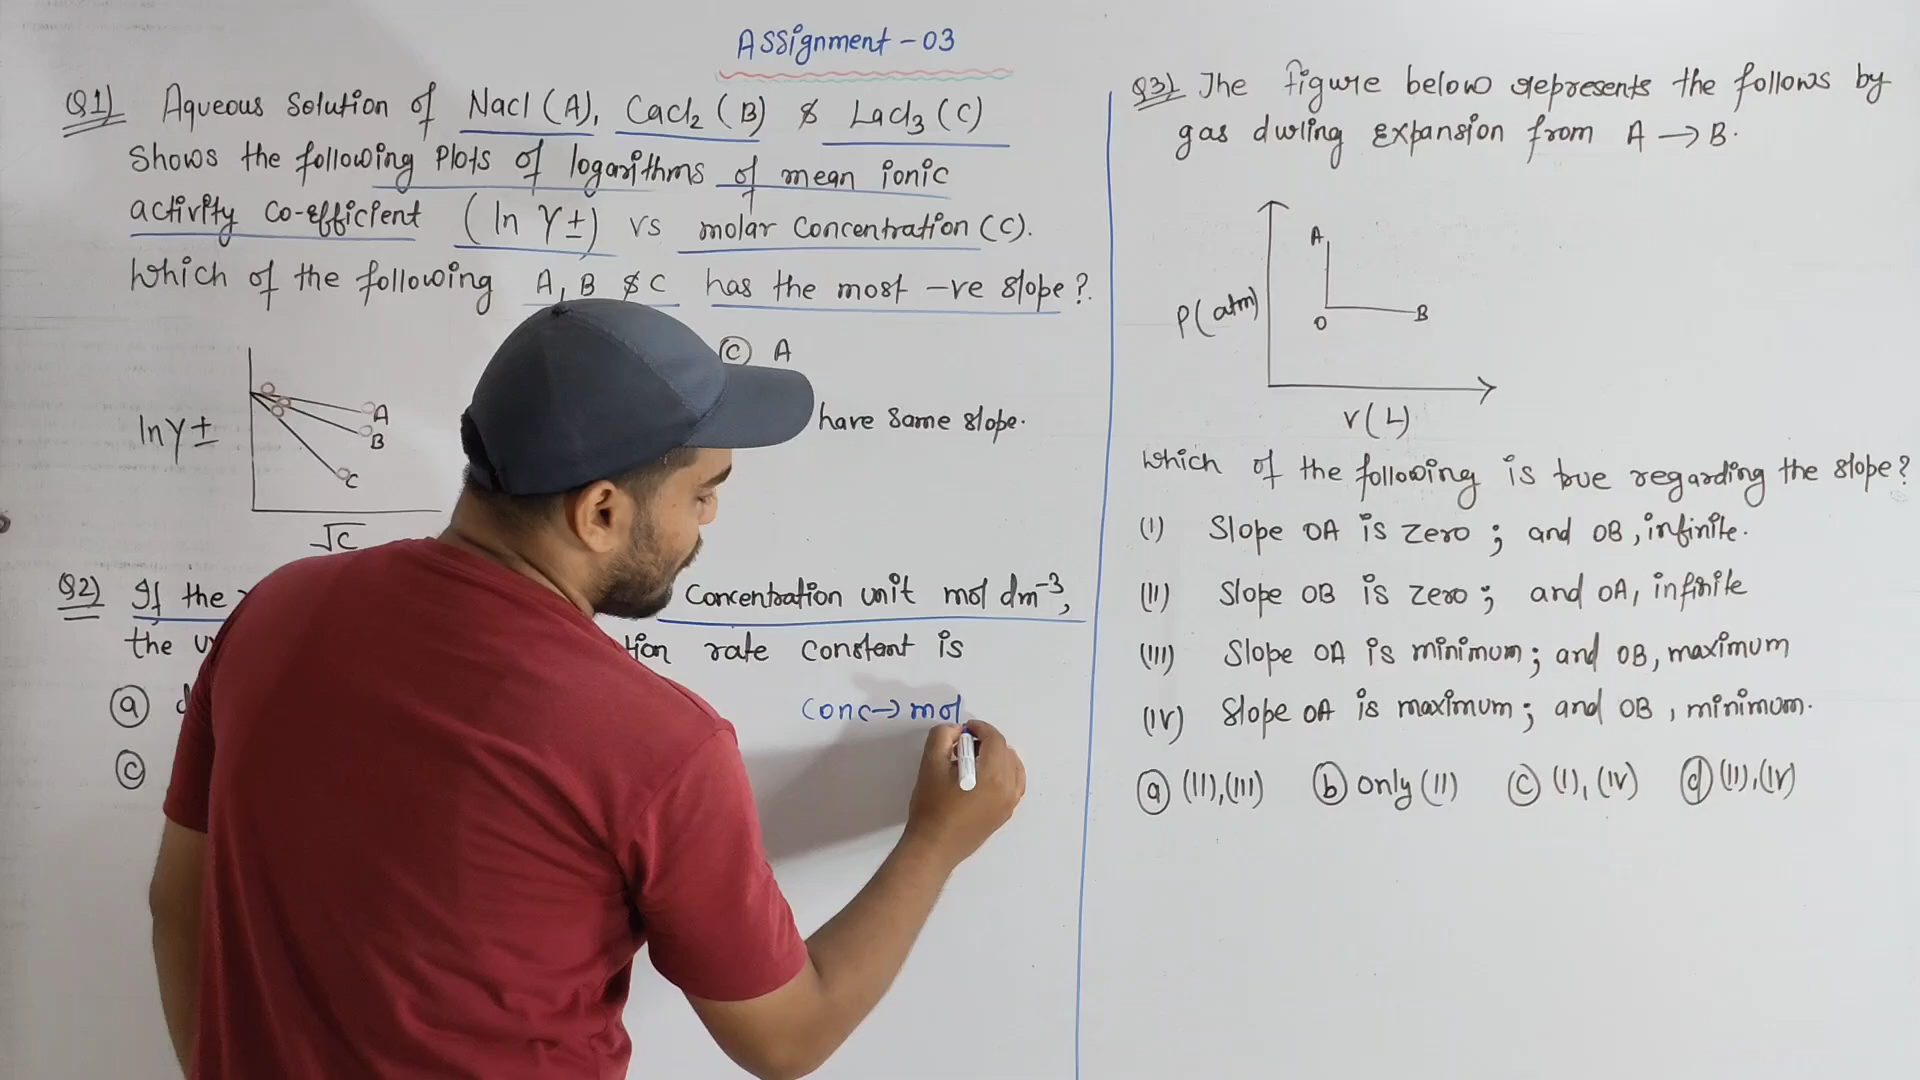 Assignment - 03
Q1) Aqueous Solution of Nacl (A), Cacl₂ (B) & Lacl₃ (C)
Shows the following Plots of logarithms of mean ionic
activity co-efficient (ln γ±) vs molar Concentration (C).
Which of the following A, B & C has the most -ve slope?.
ln γ ±
A
B
C
√C
(C) A
have same slope.
Q2) If the
Concentration unit mol dm⁻³,
the
tion rate constant is
(a)
(C)
Conc → mol
Q3) The figure below represents the follows by
gas during expansion from A → B.
P(atm)
A
O
B
V(L)
Which of the following is true regarding the slope?
(I) Slope OA is zero ; and OB, infinite.
(II) Slope OB is zero ; and OA, infinite
(III) Slope OA is minimum ; and OB, maximum
(IV) Slope OA is maximum ; and OB, minimum.
(a) (II),(III) (b) only (II) (c) (I), (IV) (d) (II),(IV)